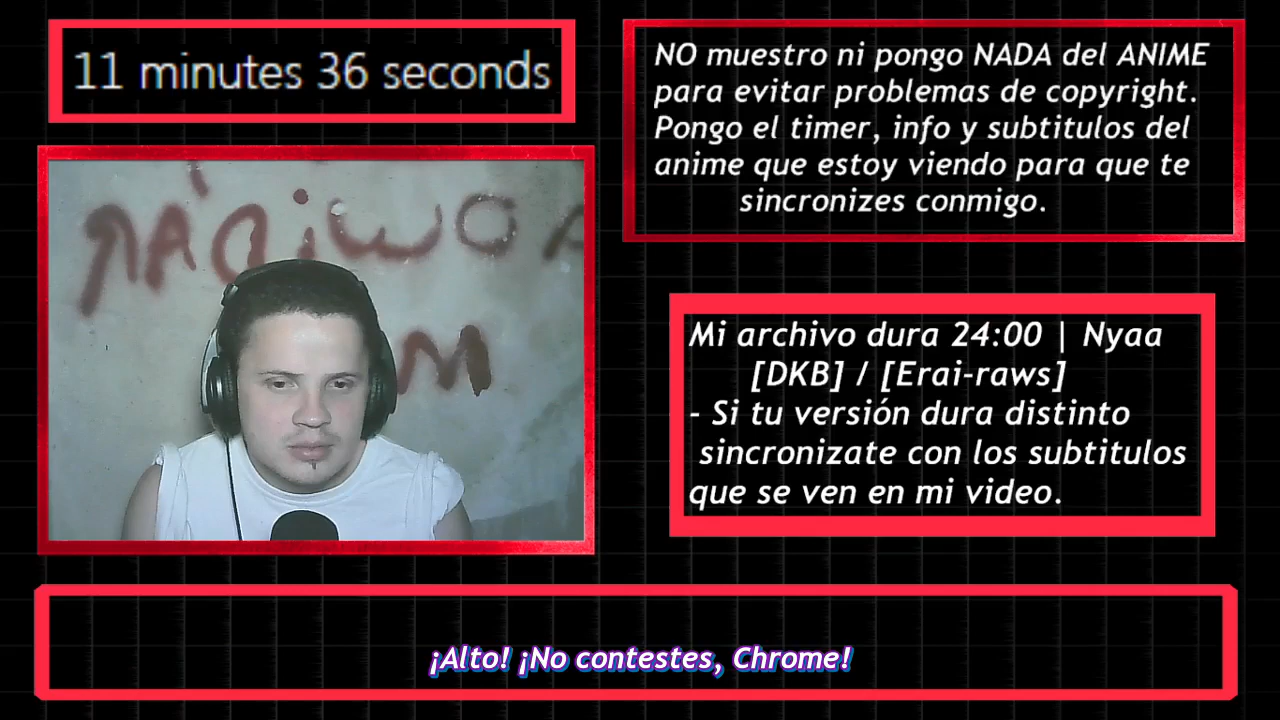 11 minutes 36 seconds
NO muestro ni pongo NADA del ANIME
para evitar problemas de copyright.
Pongo el timer, info y subtitulos del
anime que estoy viendo para que te
sincronizes conmigo.
Mi archivo dura 24:00 | Nyaa
[DKB] / [Erai-raws]
- Si tu versión dura distinto
sincronizate con los subtitulos
que se ven en mi video.
¡Alto! ¡No contestes, Chrome!